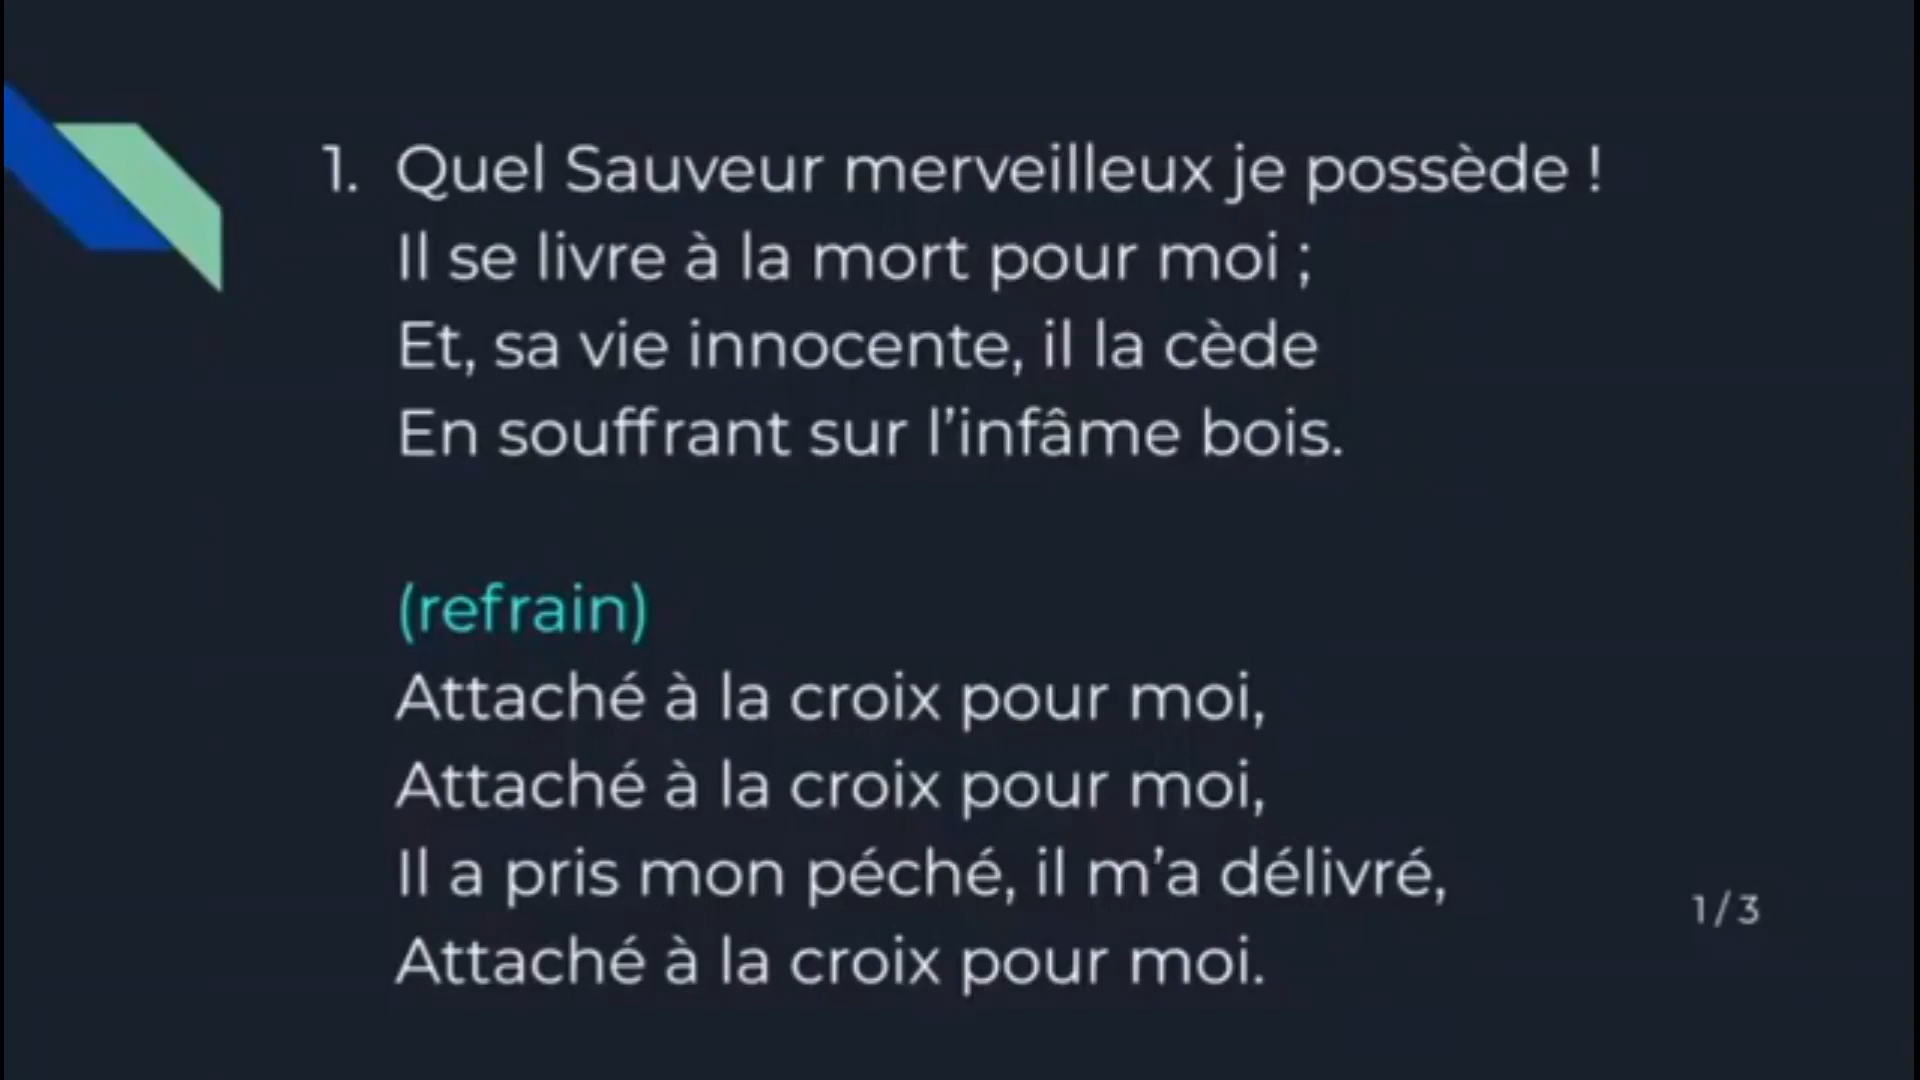 1. Quel Sauveur merveilleux je possède !
Il se livre à la mort pour moi ;
Et, sa vie innocente, il la cède
En souffrant sur l’infâme bois.
(refrain)
Attaché à la croix pour moi,
Attaché à la croix pour moi,
Il a pris mon péché, il m’a délivré,
Attaché à la croix pour moi.
1/3